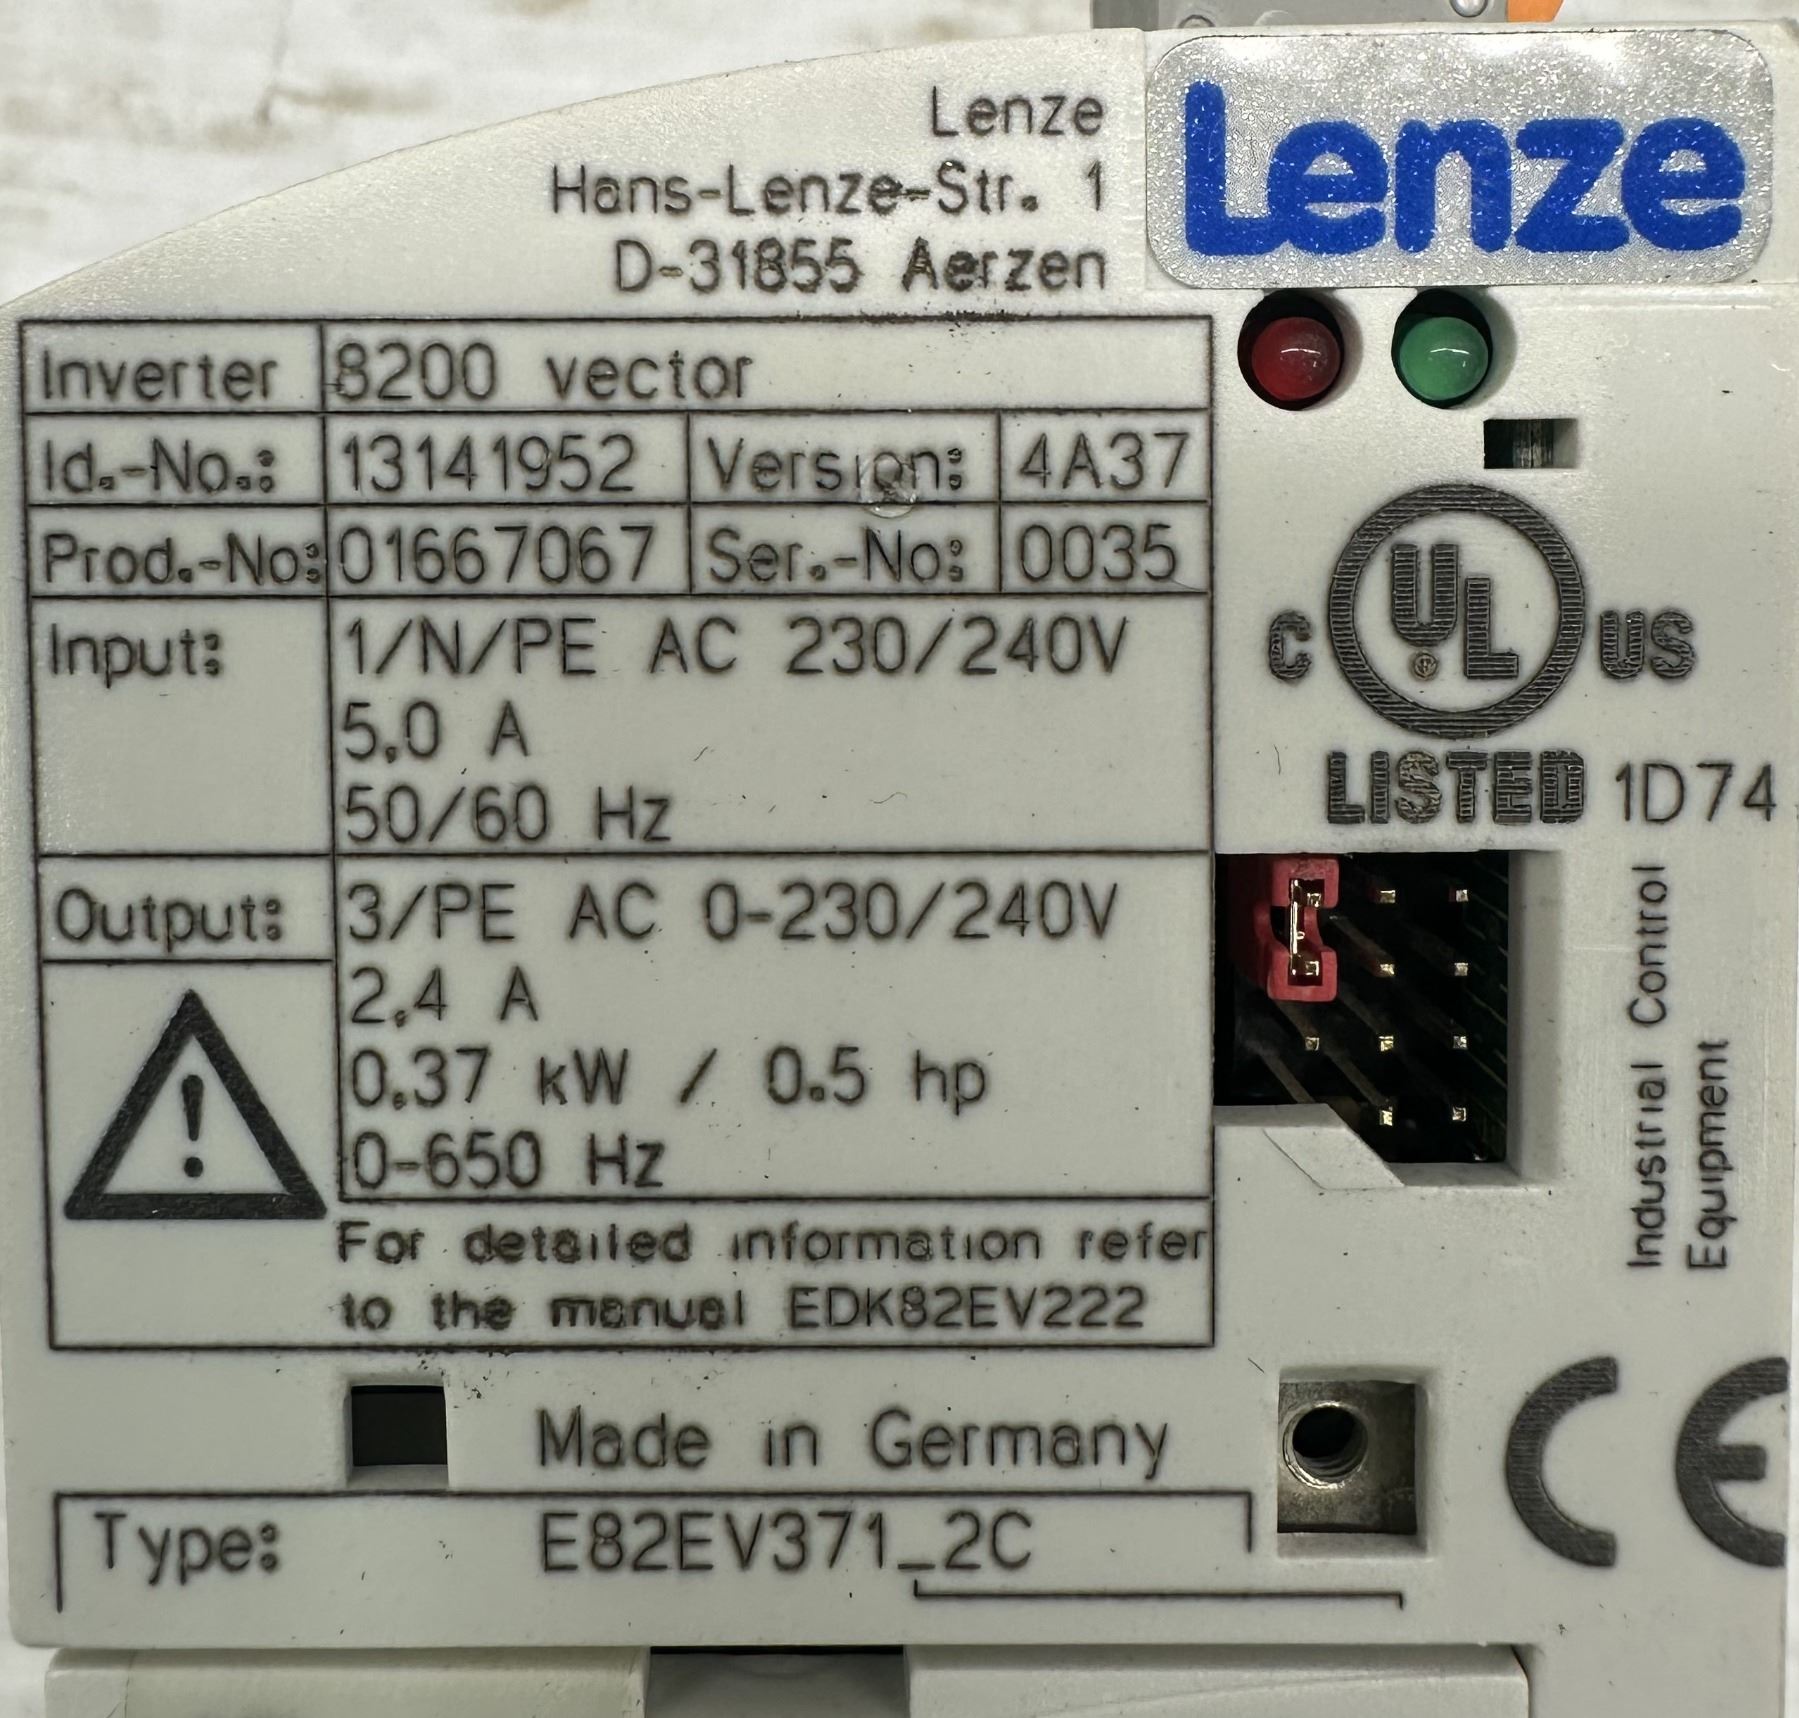 Lenze
Hans-Lenze-Str. 1
D-31855 Aerzen
Lenze
Inverter 8200 vector
Id.-No.: 13141952 Version: 4A37
Prod.-No: 01667067 Ser.-No: 0035
Input: 1/N/PE AC 230/240V
5,0 A
50/60 Hz
Output: 3/PE AC 0-230/240V
2,4 A
0.37 kW / 0.5 hp
0-650 Hz
For detailed information refer
to the manual EDK82EV222
C UL US
®
LISTED 1D74
Industrial Control
Equipment
Made in Germany
CE
Type: E82EV371_2C